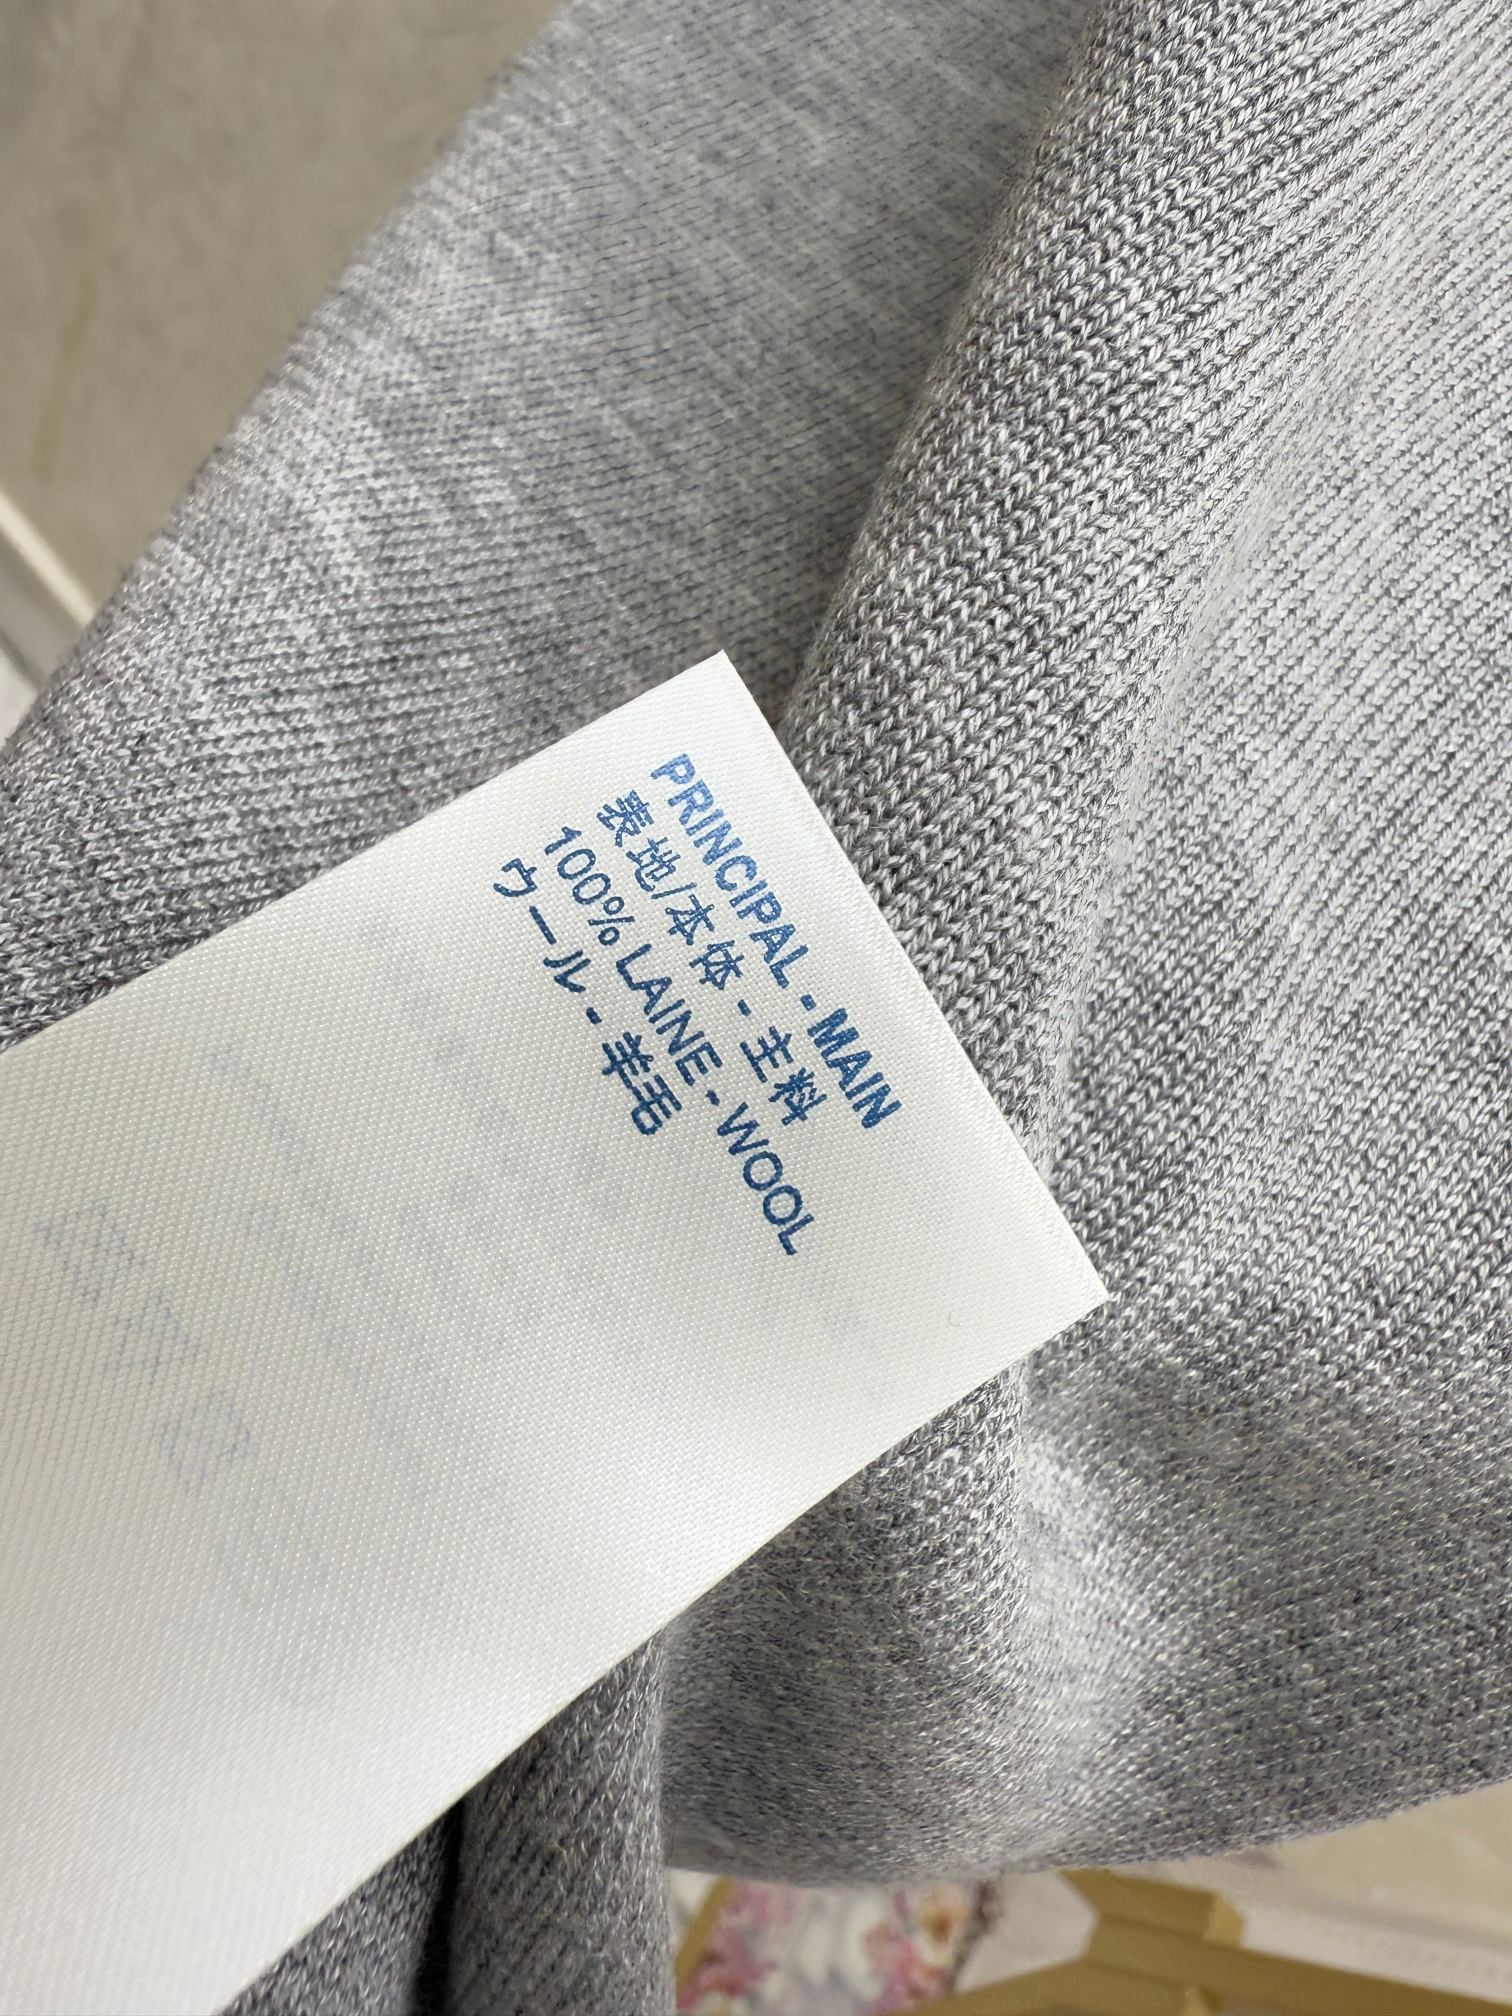 PRINCIPAL - MAIN
表地/本体 - 主料
100% LAINE - WOOL
ウール - 羊毛